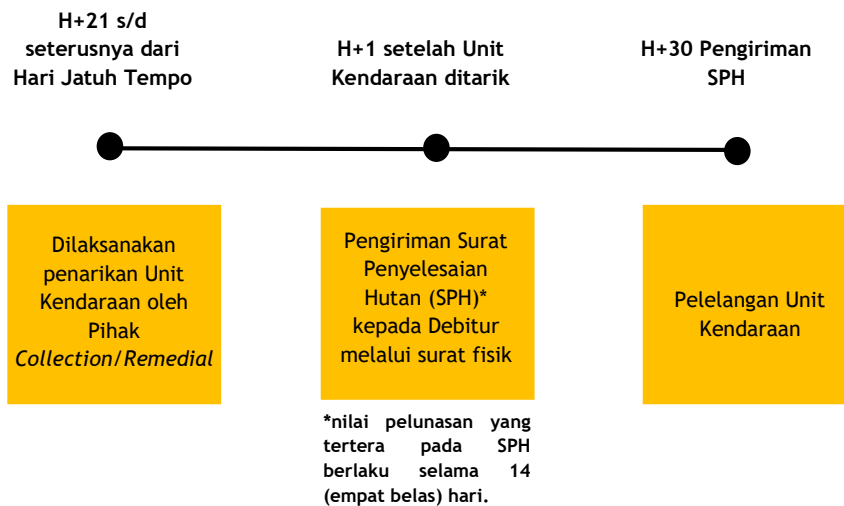 H+21 s/d
seterusnya dari
Hari Jatuh Tempo
H+1 setelah Unit
Kendaraan ditarik
H+30 Pengiriman
SPH
Dilaksanakan
penarikan Unit
Kendaraan oleh
Pihak
Collection/Remedial
Pengiriman Surat
Penyelesaian
Hutan (SPH)*
kepada Debitur
melalui surat fisik
Pelelangan Unit
Kendaraan
*nilai pelunasan yang
tertera pada SPH
berlaku selama 14
(empat belas) hari.